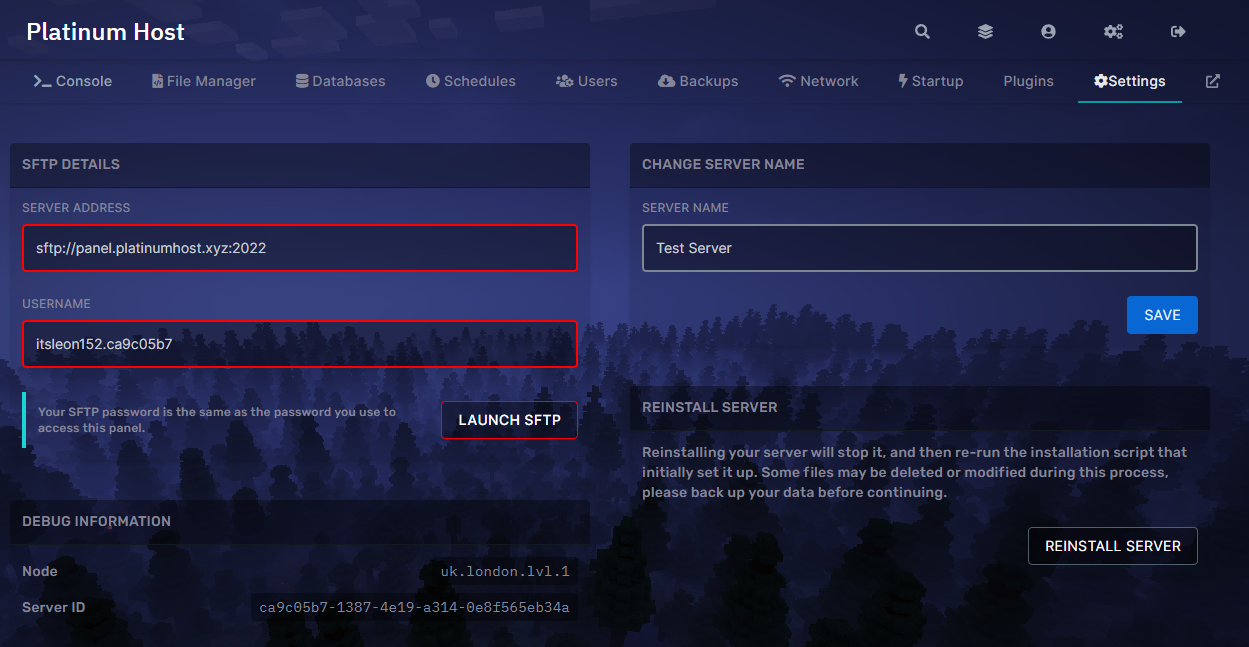 Platinum Host
Console File Manager Databases Schedules Users Backups Network Startup Plugins Settings
SFTP DETAILS
SERVER ADDRESS
sftp://panel.platinumhost.xyz:2022
USERNAME
itsleon152.ca9c05b7
Your SFTP password is the same as the password you use to
access this panel.
LAUNCH SFTP
DEBUG INFORMATION
Node uk.london.lvl.1
Server ID ca9c05b7-1387-4e19-a314-0e8f565eb34a
CHANGE SERVER NAME
SERVER NAME
Test Server
SAVE
REINSTALL SERVER
Reinstalling your server will stop it, and then re-run the installation script that
initially set it up. Some files may be deleted or modified during this process,
please back up your data before continuing.
REINSTALL SERVER